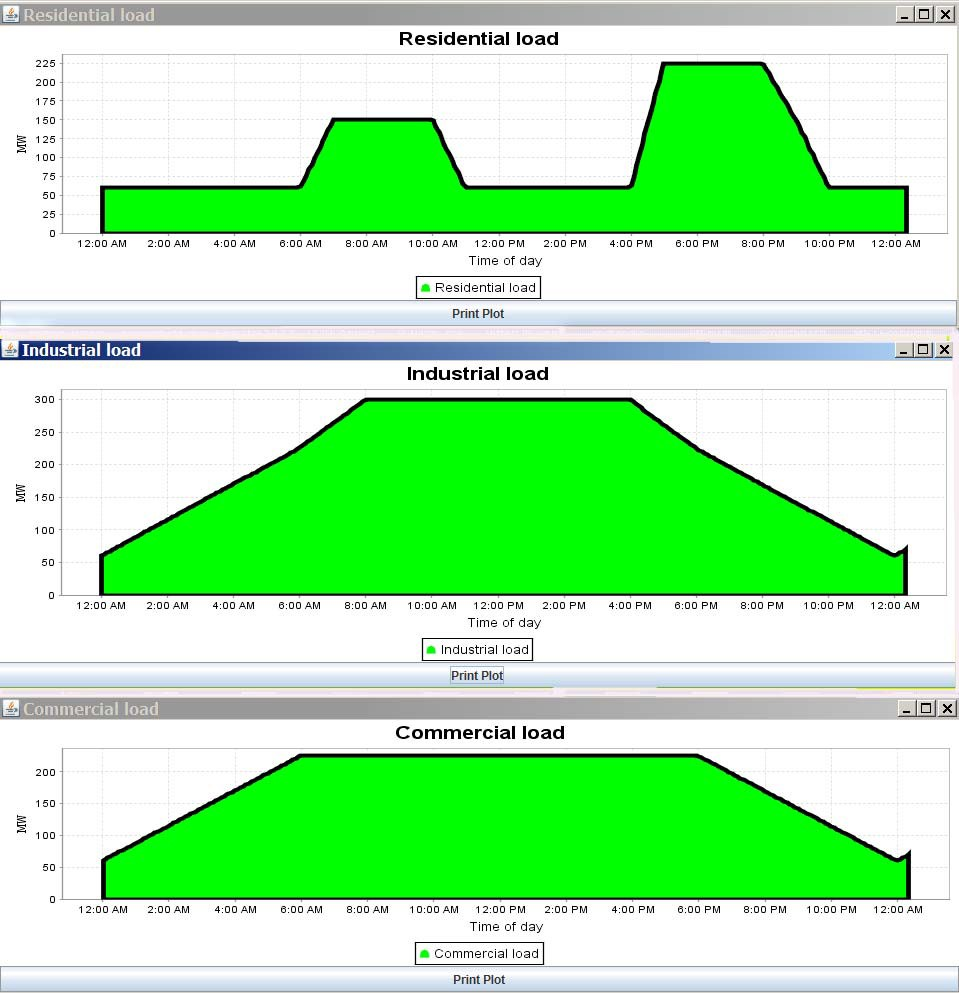 Residential load
Residential load
225
200
175
150
125
100
75
50
25
0
MW
12:00 AM 2:00 AM 4:00 AM 6:00 AM 8:00 AM 10:00 AM 12:00 PM 2:00 PM 4:00 PM 6:00 PM 8:00 PM 10:00 PM 12:00 AM
Time of day
Residential load
Print Plot
Industrial load
Industrial load
300
250
200
150
100
50
0
MW
12:00 AM 2:00 AM 4:00 AM 6:00 AM 8:00 AM 10:00 AM 12:00 PM 2:00 PM 4:00 PM 6:00 PM 8:00 PM 10:00 PM 12:00 AM
Time of day
Industrial load
Print Plot
Commercial load
Commercial load
200
150
100
50
0
MW
12:00 AM 2:00 AM 4:00 AM 6:00 AM 8:00 AM 10:00 AM 12:00 PM 2:00 PM 4:00 PM 6:00 PM 8:00 PM 10:00 PM 12:00 AM
Time of day
Commercial load
Print Plot